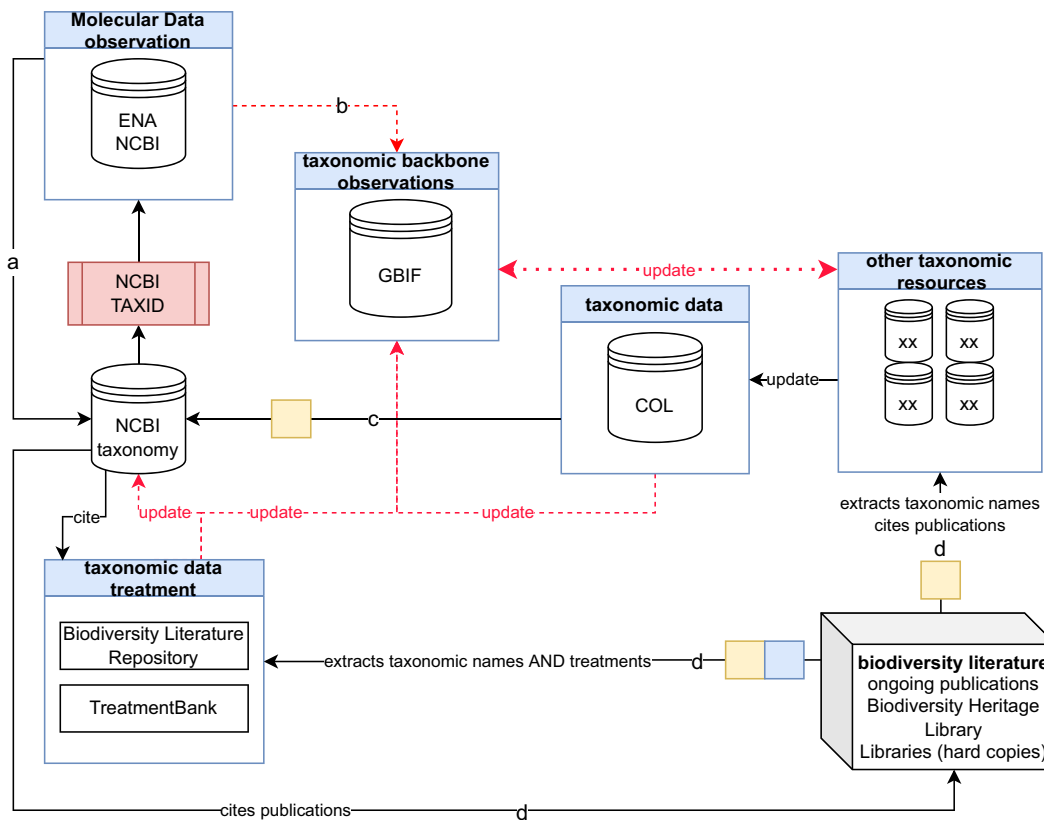 Molecular Data
observation
ENA
NCBI
b
taxonomic backbone
observations
GBIF
a
NCBI
TAXID
update
other taxonomic
resources
xx
xx
xx
xx
taxonomic data
COL
update
NCBI
taxonomy
c
cite
update
update
update
extracts taxonomic names
cites publications
d
taxonomic data
treatment
Biodiversity Literature
Repository
TreatmentBank
extracts taxonomic names AND treatments
d
biodiversity literature
ongoing publications
Biodiversity Heritage
Library
Libraries (hard copies)
cites publications
d